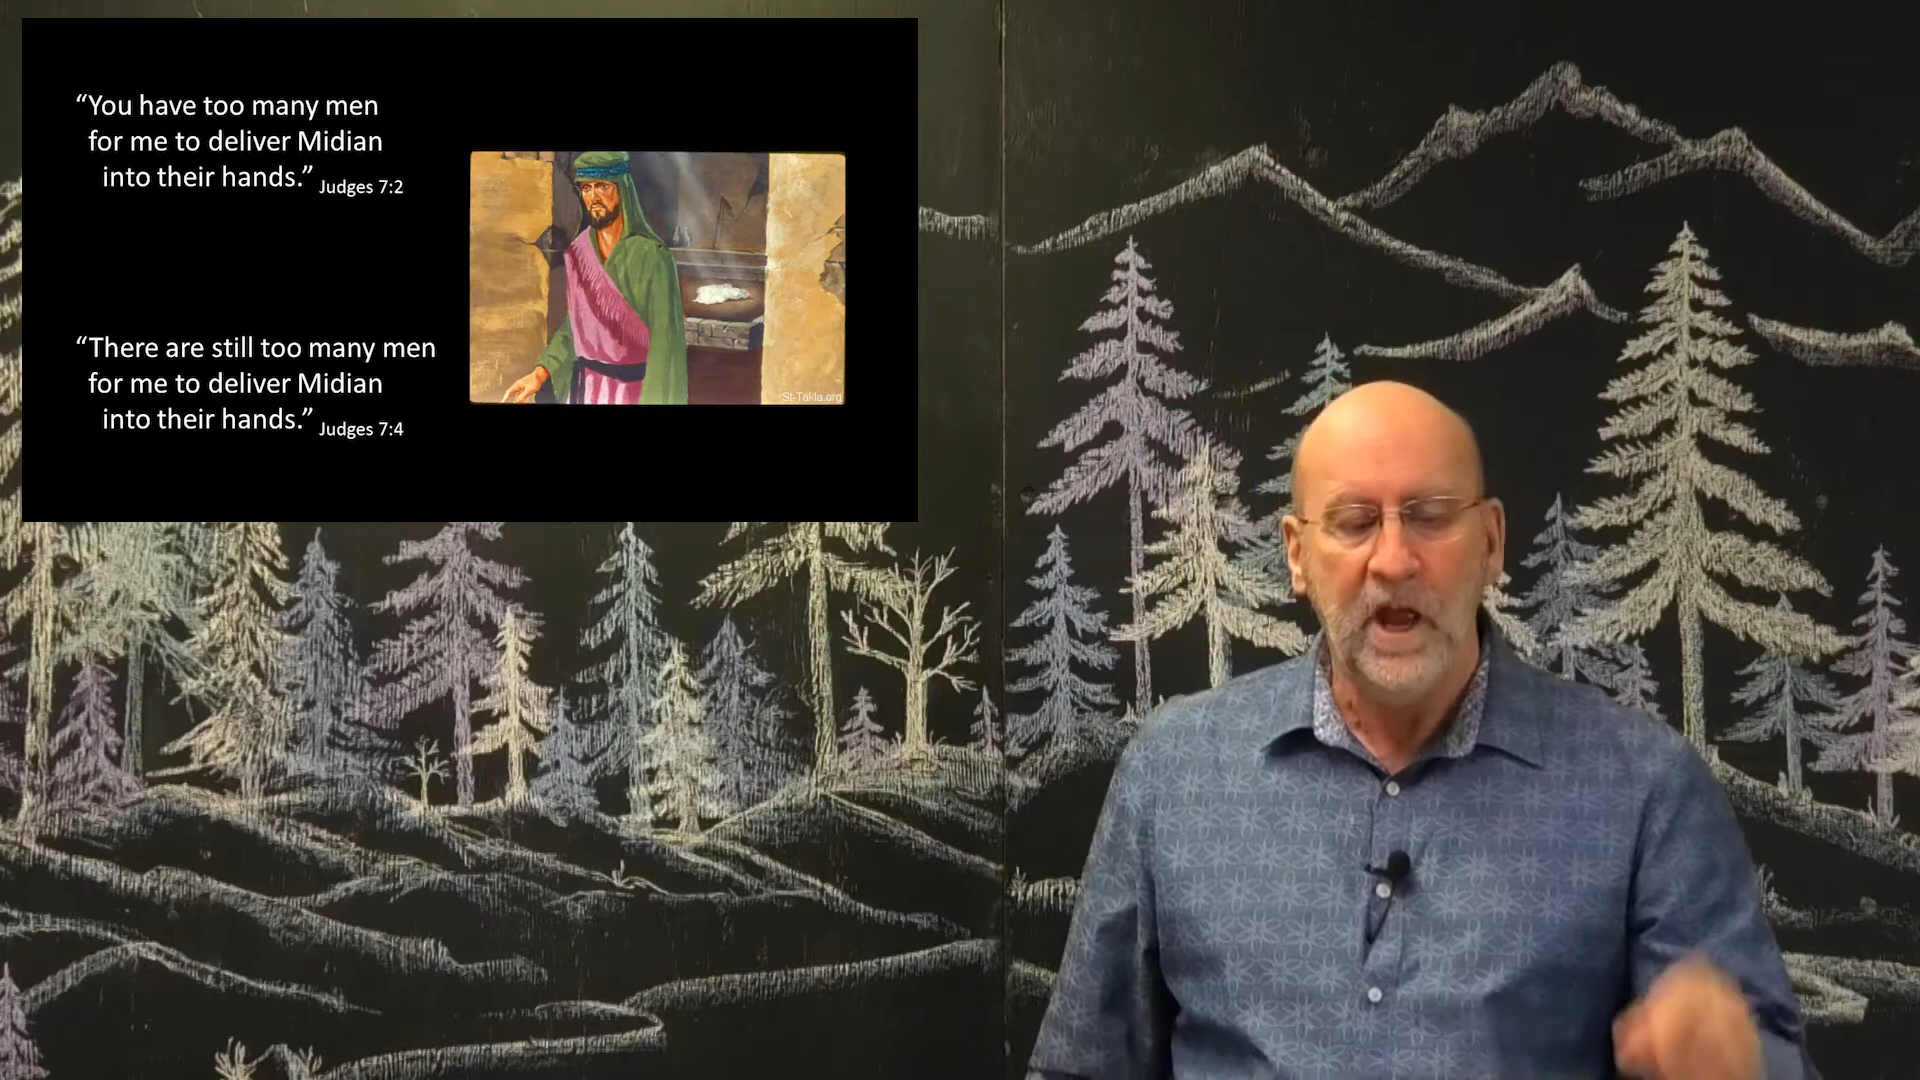 “You have too many men
for me to deliver Midian
into their hands.” Judges 7:2
“There are still too many men
for me to deliver Midian
into their hands.” Judges 7:4
St-Takla.org